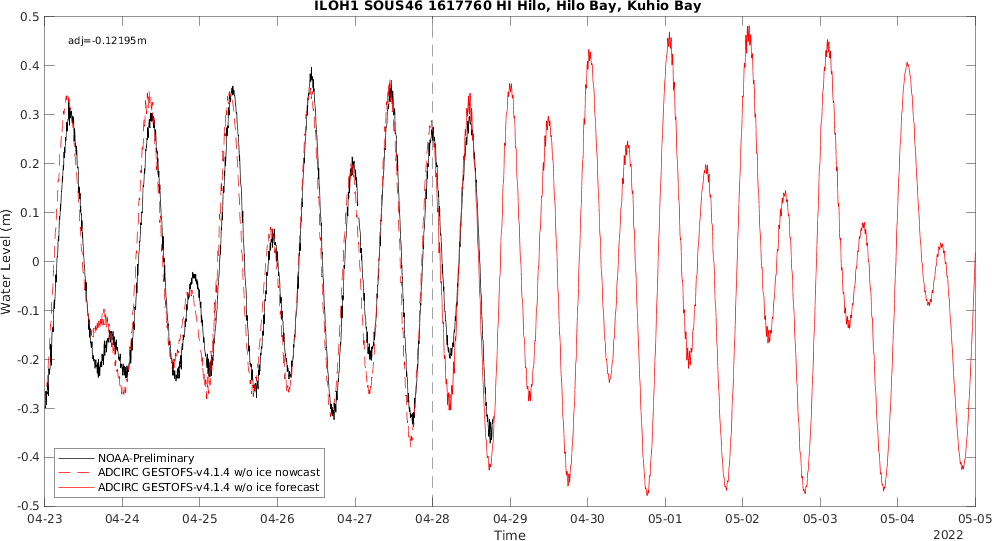 ILOH1 SOUS46 1617760 HI Hilo, Hilo Bay, Kuhio Bay
adj=-0.12195m
0.5
0.4
0.3
0.2
0.1
0
-0.1
-0.2
-0.3
-0.4
-0.5
Water Level (m)
NOAA-Preliminary
ADCIRC GESTOFS-v4.1.4 w/o ice nowcast
ADCIRC GESTOFS-v4.1.4 w/o ice forecast
04-23 04-24 04-25 04-26 04-27 04-28 04-29 04-30 05-01 05-02 05-03 05-04 05-05
Time
2022